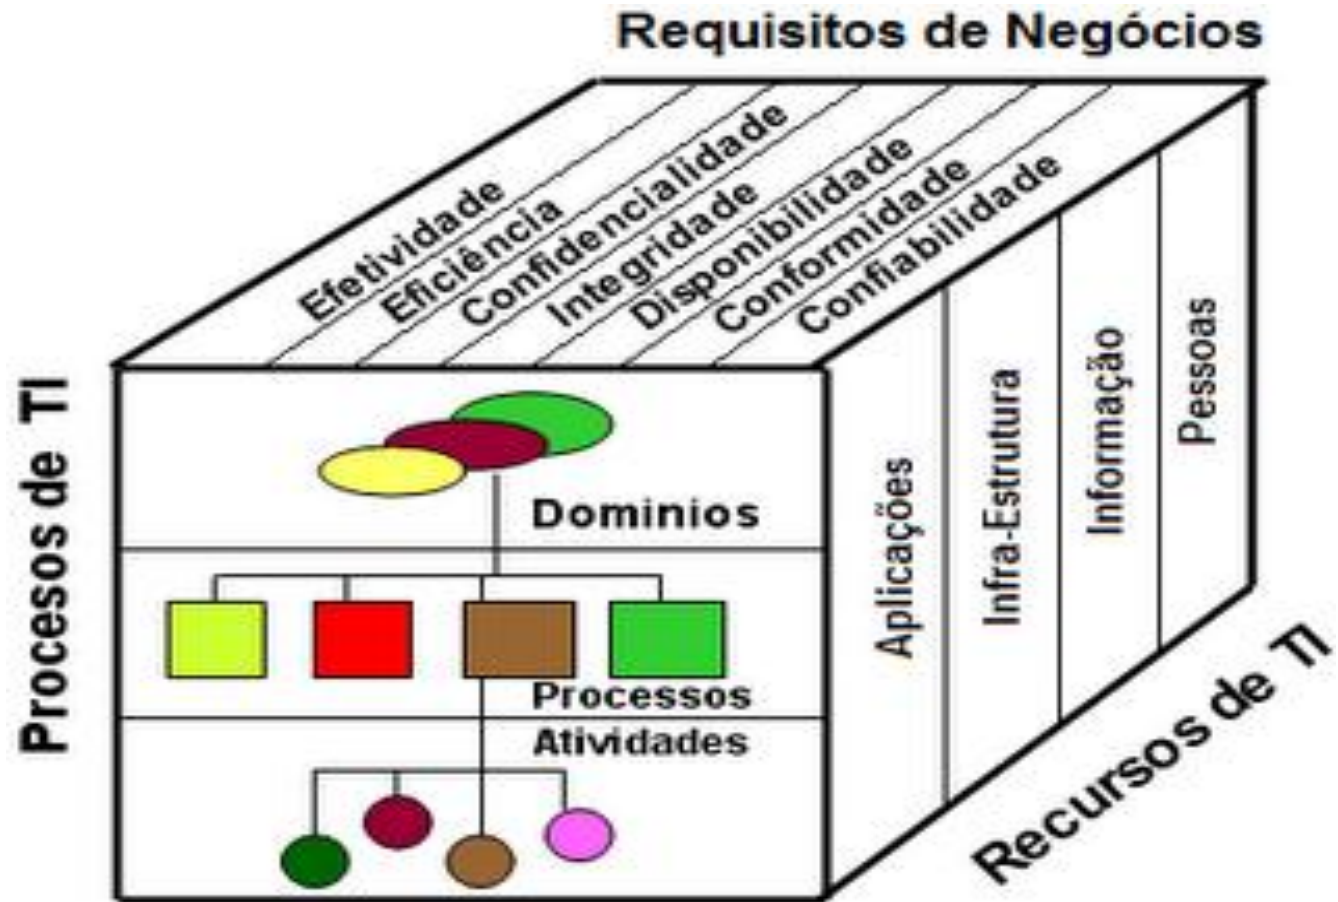 Requisitos de Negócios
Efetividade
Eficiência
Confidencialidade
Integridade
Disponibilidade
Conformidade
Confiabilidade
Procesos de TI
Dominios
Processos
Atividades
Aplicações
Infra-Estrutura
Informação
Pessoas
Recursos de TI